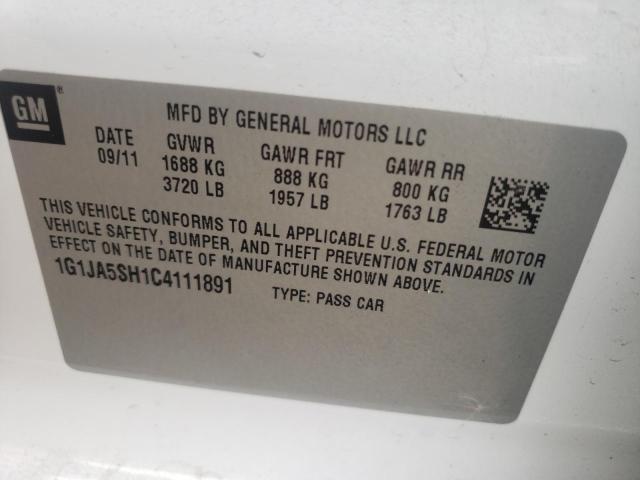 GM®
MFD BY GENERAL MOTORS LLC
DATE GVWR GAWR FRT GAWR RR
09/11 1688 KG 888 KG 800 KG
3720 LB 1957 LB 1763 LB
THIS VEHICLE CONFORMS TO ALL APPLICABLE U.S. FEDERAL MOTOR
VEHICLE SAFETY, BUMPER, AND THEFT PREVENTION STANDARDS IN
EFFECT ON THE DATE OF MANUFACTURE SHOWN ABOVE.
1G1JA5SH1C4111891 TYPE: PASS CAR